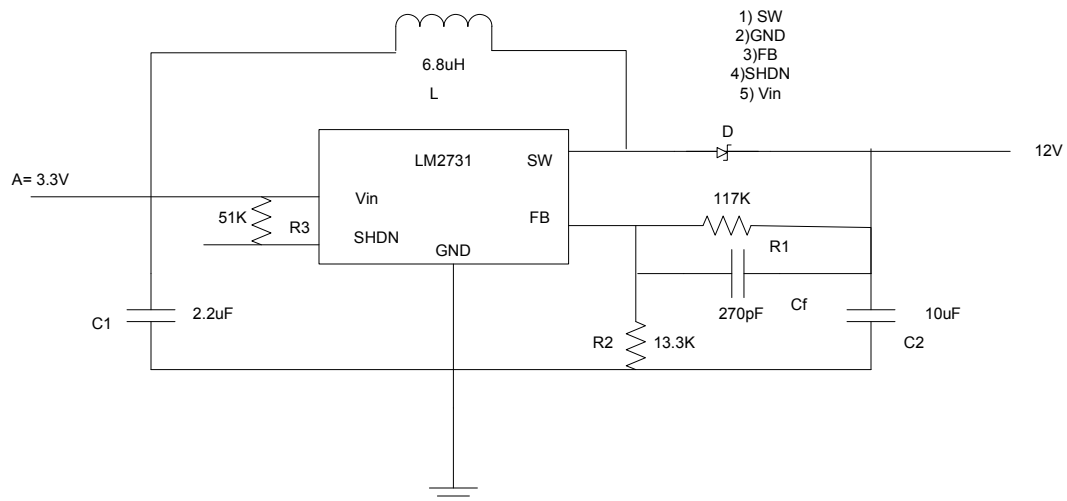 1) SW
2)GND
3)FB
4)SHDN
5) Vin
6.8uH
L
D
LM2731
SW
12V
A= 3.3V
Vin
117K
51K
R3
FB
SHDN
R1
GND
C1
2.2uF
270pF
Cf
10uF
R2
13.3K
C2